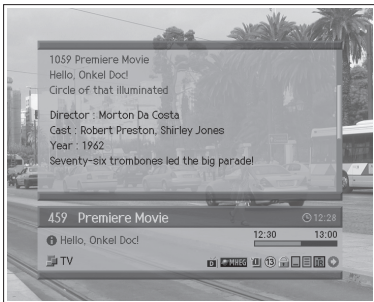 1059 Premiere Movie
Hello, Onkel Doc!
Circle of that illuminated
Director : Morton Da Costa
Cast : Robert Preston, Shirley Jones
Year : 1962
Seventy-six trombones led the big parade!
459 Premiere Movie 12:28
Hello, Onkel Doc! 12:30 13:00
TV D MHEG 13